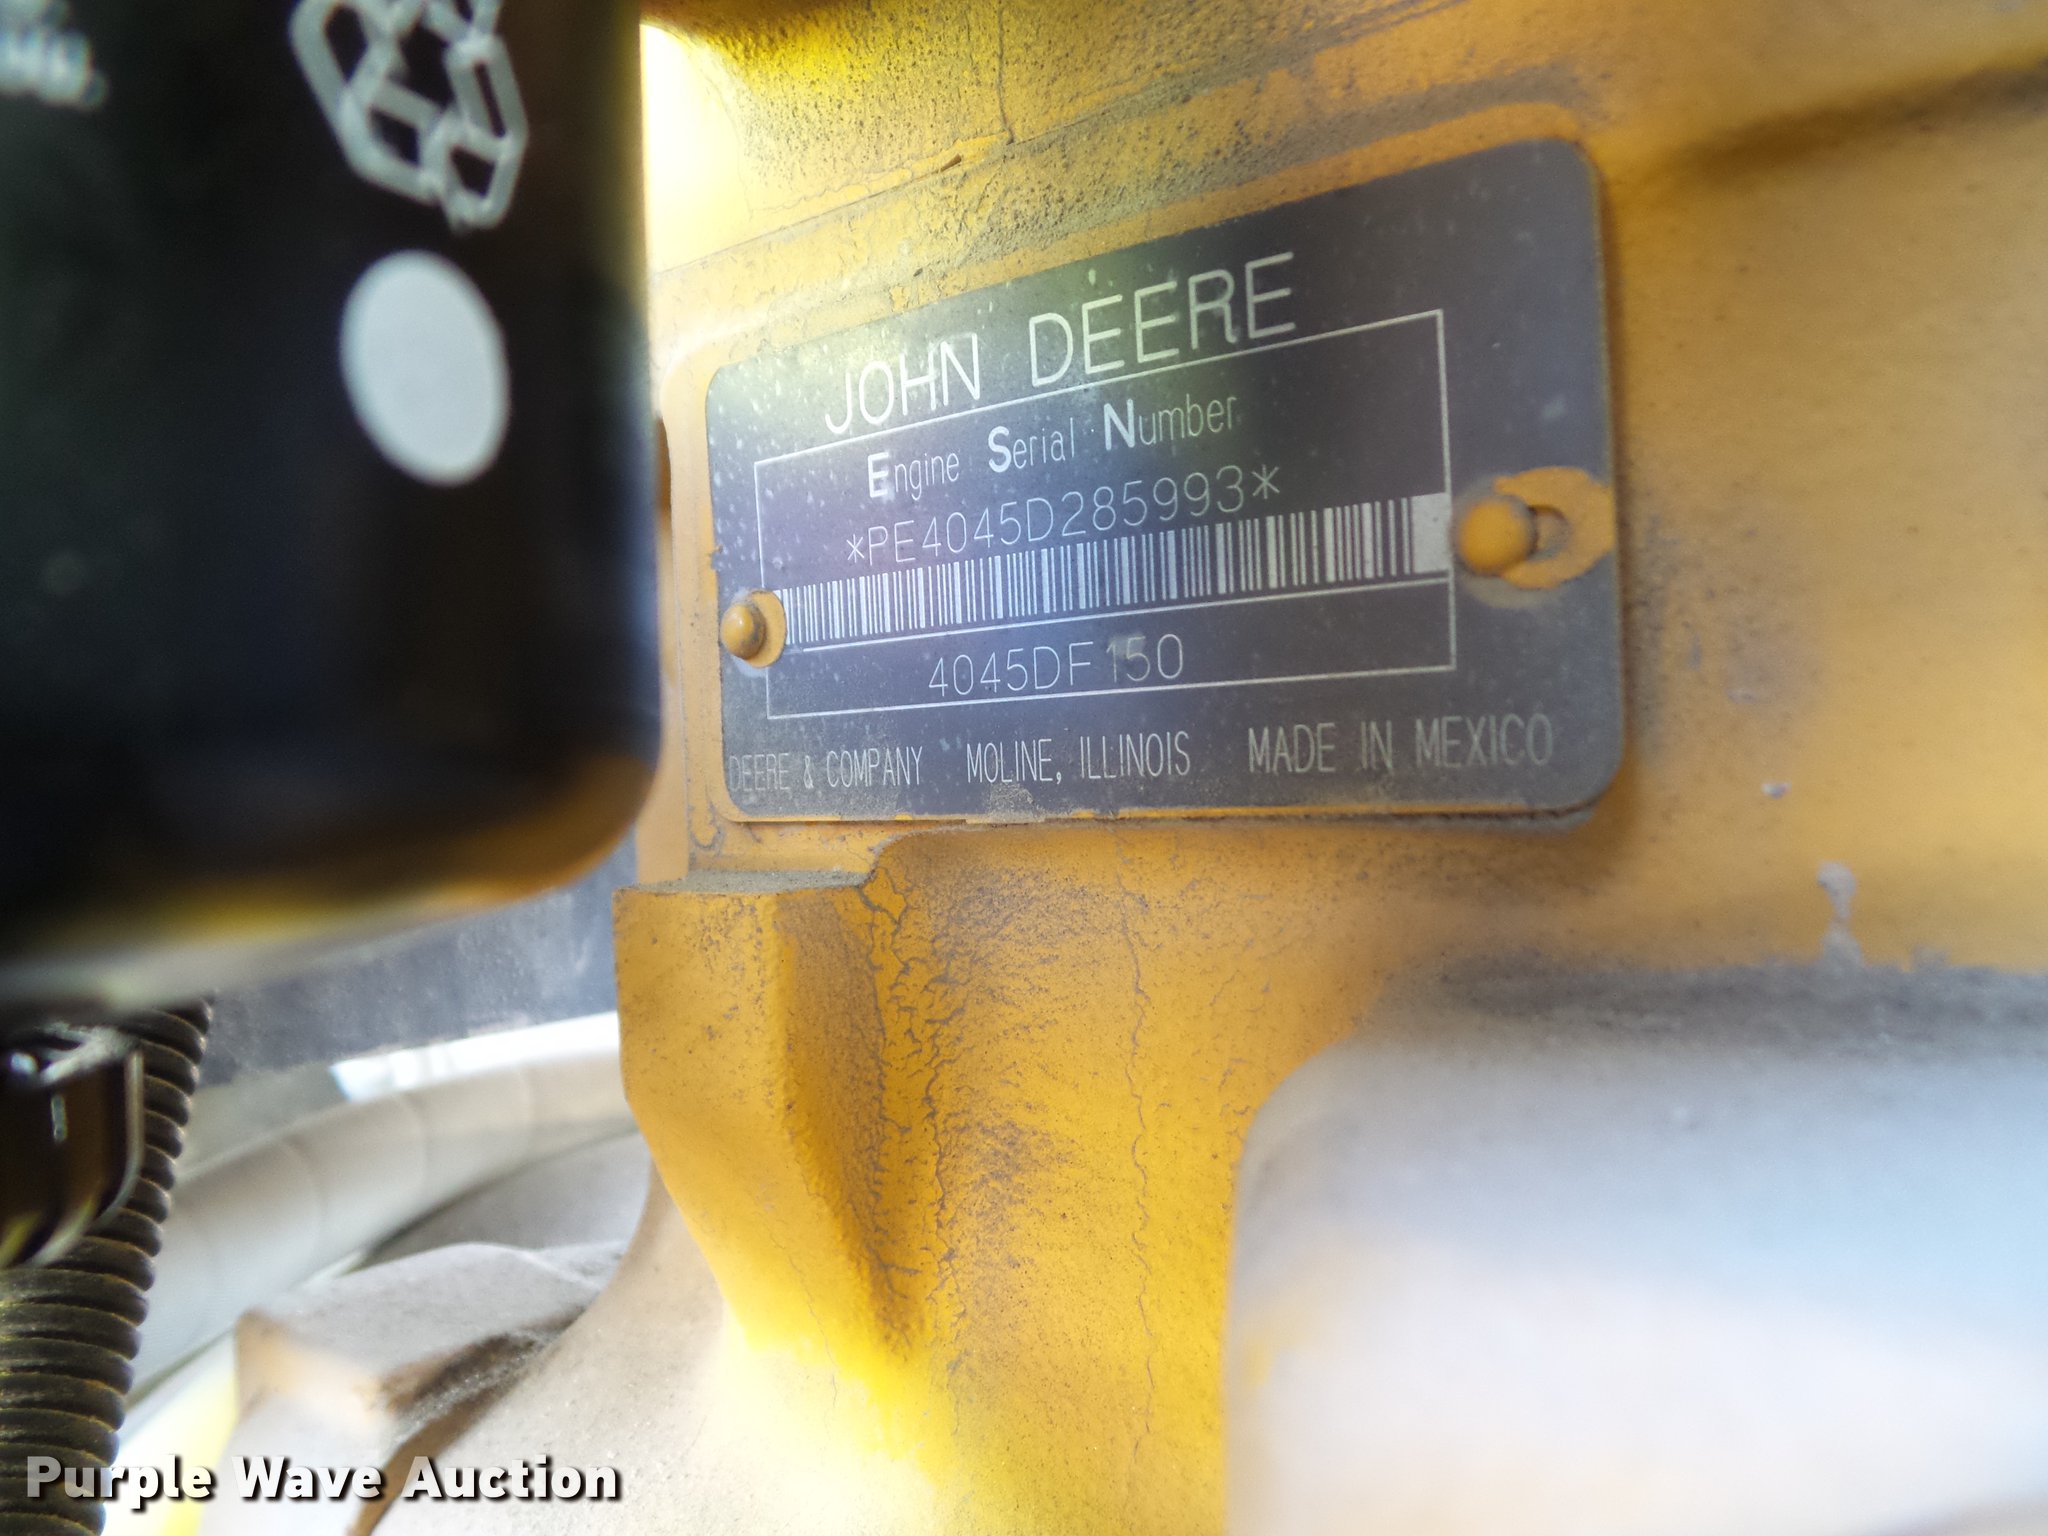 JOHN DEERE
Engine Serial Number
*PE4045D285993*
4045DF150
DEERE & COMPANY MOLINE, ILLINOIS MADE IN MEXICO
Purple Wave Auction